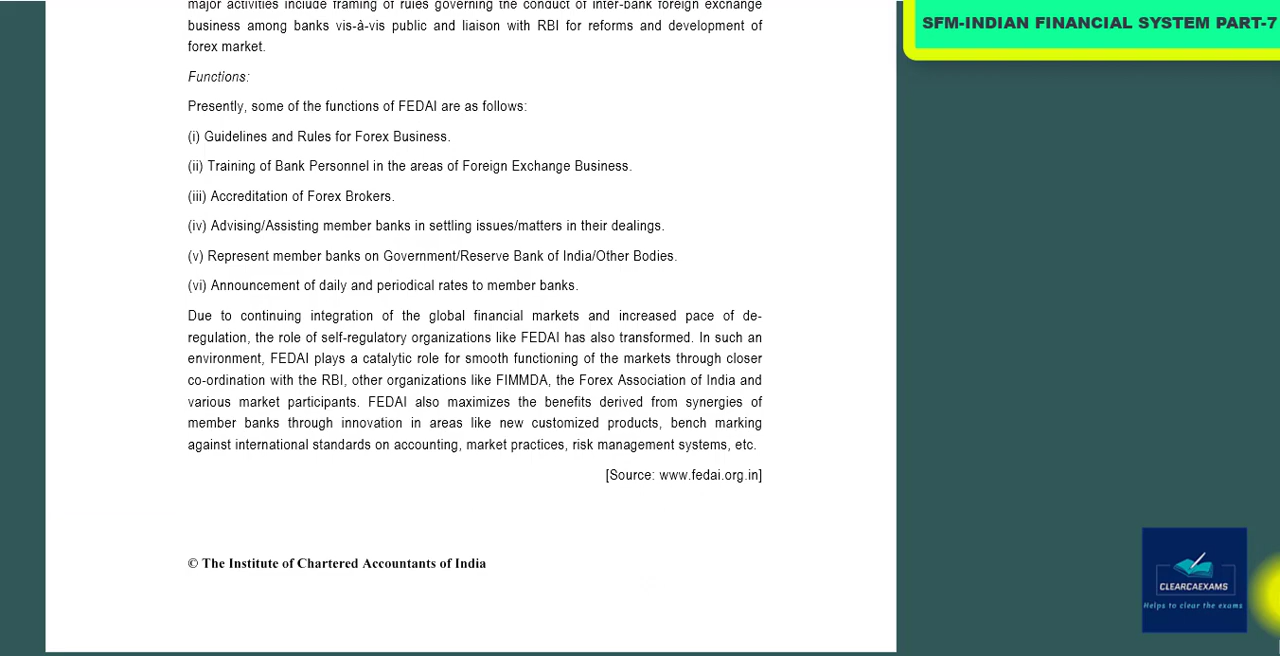 major activities include framing of rules governing the conduct of inter-bank foreign exchange
business among banks vis-à-vis public and liaison with RBI for reforms and development of
forex market.
Functions:
Presently, some of the functions of FEDAI are as follows:
(i) Guidelines and Rules for Forex Business.
(ii) Training of Bank Personnel in the areas of Foreign Exchange Business.
(iii) Accreditation of Forex Brokers.
(iv) Advising/Assisting member banks in settling issues/matters in their dealings.
(v) Represent member banks on Government/Reserve Bank of India/Other Bodies.
(vi) Announcement of daily and periodical rates to member banks.
Due to continuing integration of the global financial markets and increased pace of de-
regulation, the role of self-regulatory organizations like FEDAI has also transformed. In such an
environment, FEDAI plays a catalytic role for smooth functioning of the markets through closer
co-ordination with the RBI, other organizations like FIMMDA, the Forex Association of India and
various market participants. FEDAI also maximizes the benefits derived from synergies of
member banks through innovation in areas like new customized products, bench marking
against international standards on accounting, market practices, risk management systems, etc.
[Source: www.fedai.org.in]
© The Institute of Chartered Accountants of India
SFM-INDIAN FINANCIAL SYSTEM PART-7
CLEARCAEXAMS
Helps to clear the exams